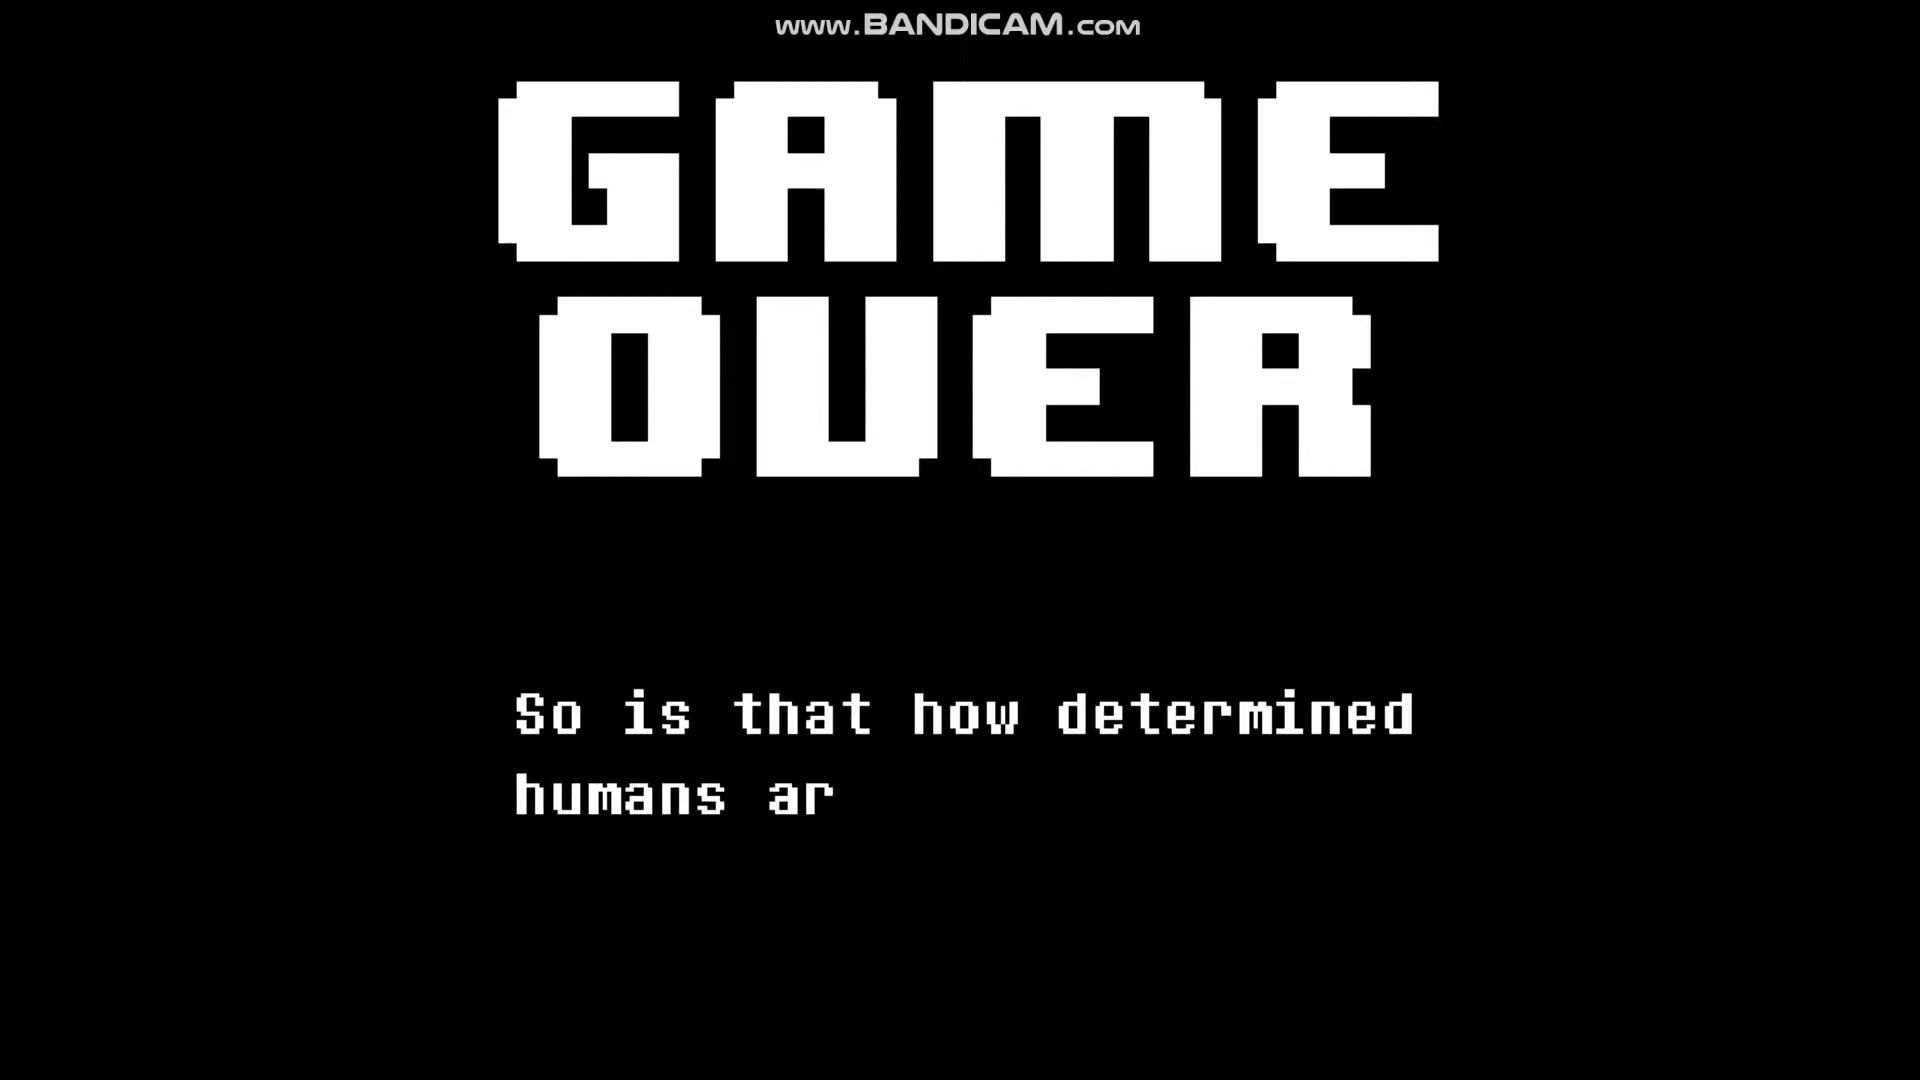 www.BANDICAM.com
GAME
OVER
So is that how determined
humans ar